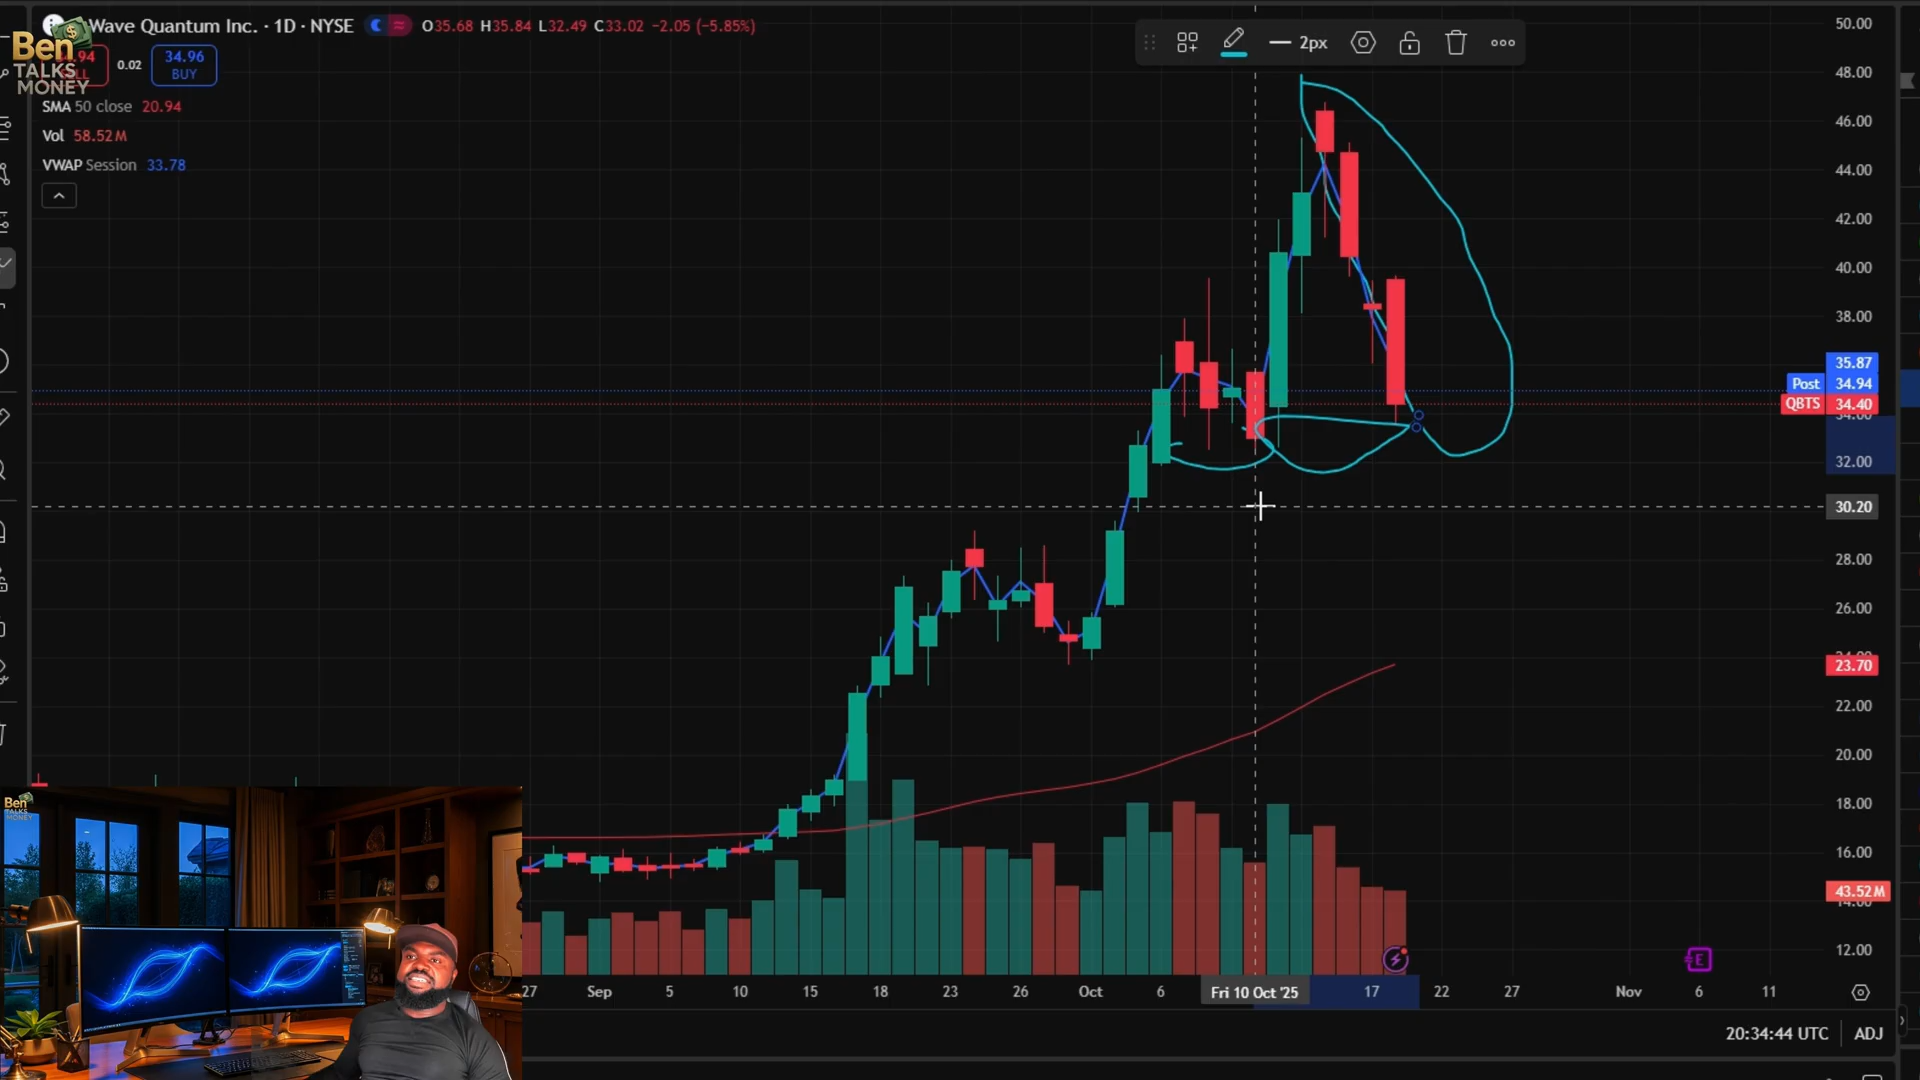 Wave Quantum Inc. · 1D · NYSE O35.68 H35.84 L32.49 C33.02 −2.05 (−5.85%)
Ben
TALKS
MONEY
0.02
34.96
BUY
SMA 50 close 20.94
Vol 58.52M
VWAP Session 33.78
2px
50.00
48.00
46.00
44.00
42.00
40.00
38.00
35.87
Post 34.94
QBTS 34.40
32.00
30.20
28.00
26.00
23.70
22.00
20.00
18.00
16.00
43.52M
14.00
12.00
E
Ben
TALKS
MONEY
27 Sep 5 10 15 18 23 26 Oct 6 Fri 10 Oct '25 17 22 27 Nov 6 11
20:34:44 UTC ADJ